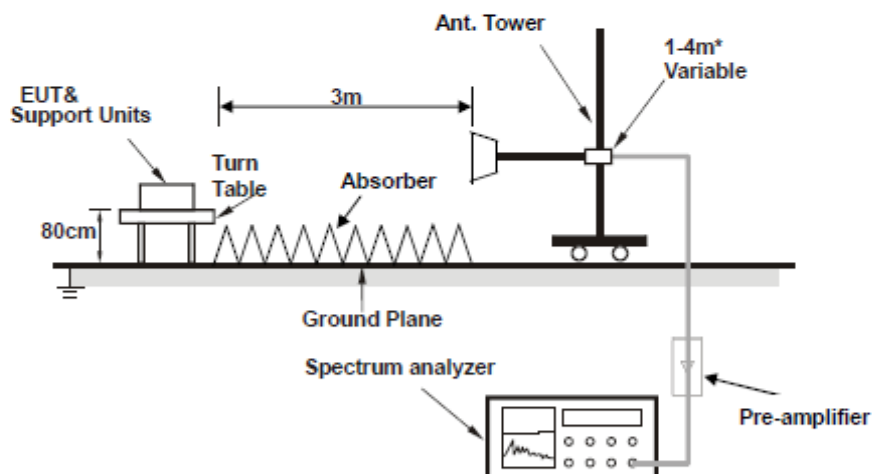 Ant. Tower
1-4m*
Variable
3m
EUT&
Support Units
Turn
Table
Absorber
80cm
Ground Plane
Spectrum analyzer
Pre-amplifier